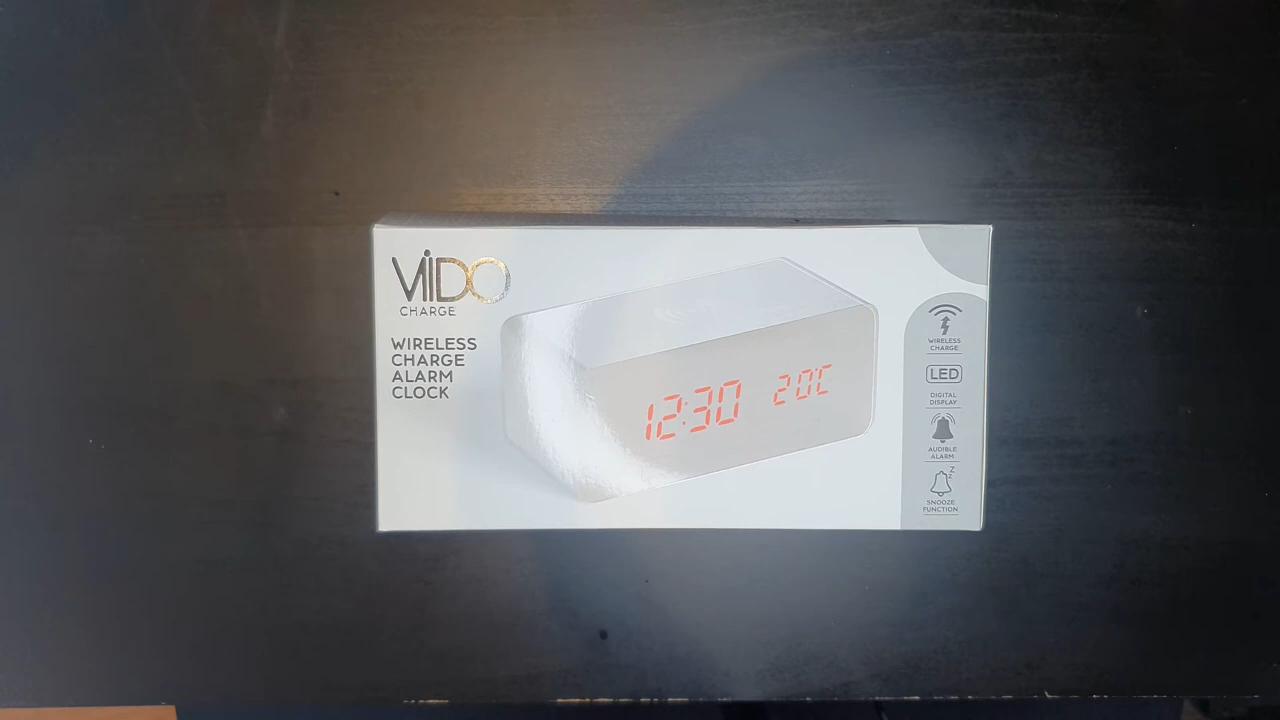 ViDO
CHARGE
WIRELESS
CHARGE
ALARM
CLOCK
12:30 20°C
WIRELESS
CHARGE
LED
DIGITAL
DISPLAY
AUDIBLE
ALARM
Z
Z
SNOOZE
FUNCTION